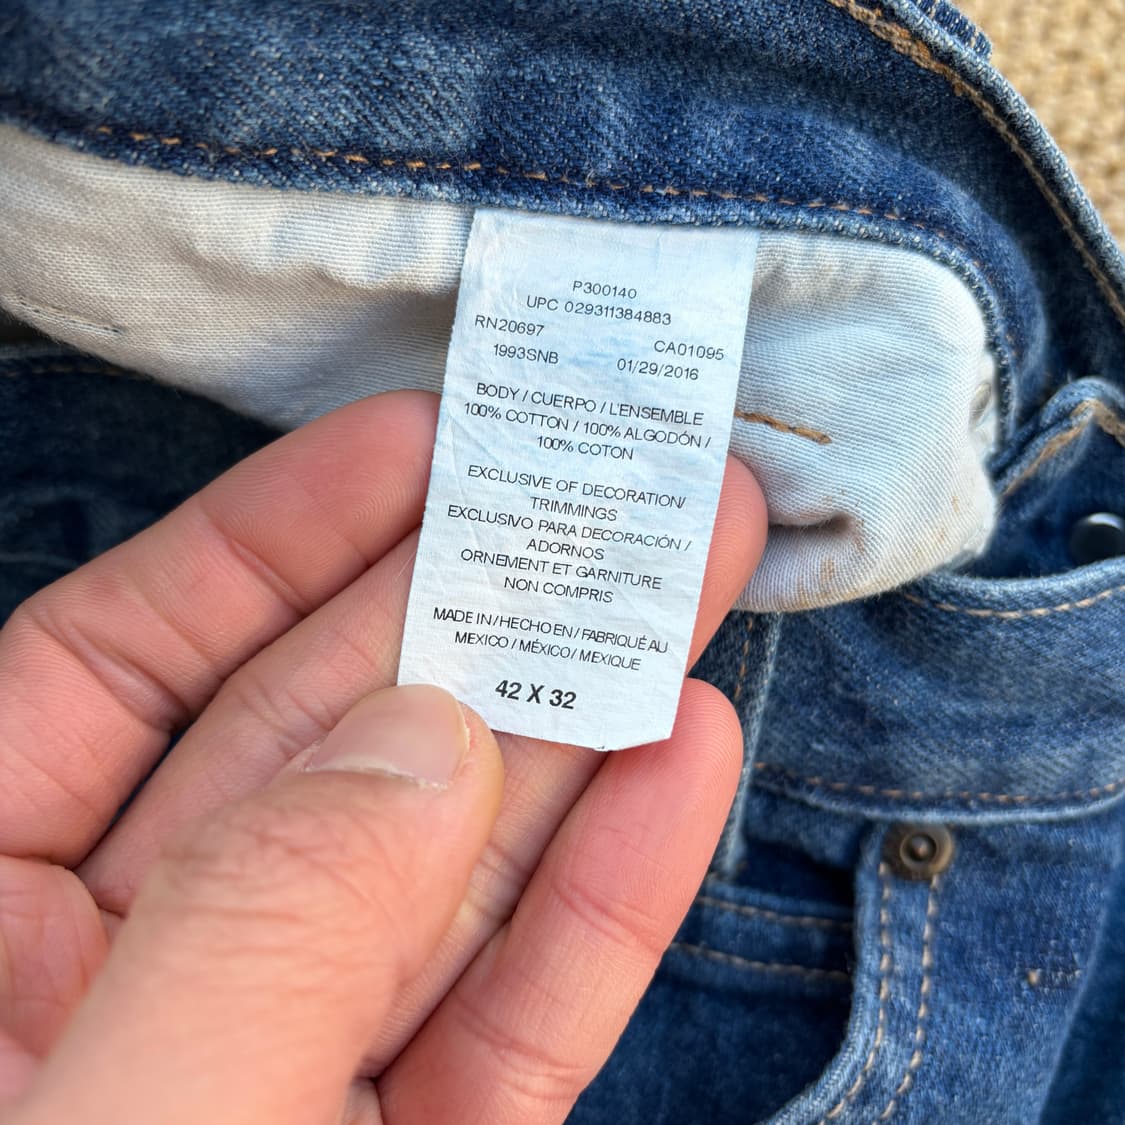 P300140
UPC 029311384883
RN20697 CA01095
1993SNB 01/29/2016
BODY / CUERPO / L'ENSEMBLE
100% COTTON / 100% ALGODÓN /
100% COTON
EXCLUSIVE OF DECORATION/
TRIMMINGS
EXCLUSIVO PARA DECORACIÓN /
ADORNOS
ORNEMENT ET GARNITURE
NON COMPRIS
MADE IN / HECHO EN / FABRIQUÉ AU
MEXICO / MÉXICO / MEXIQUE
42 X 32